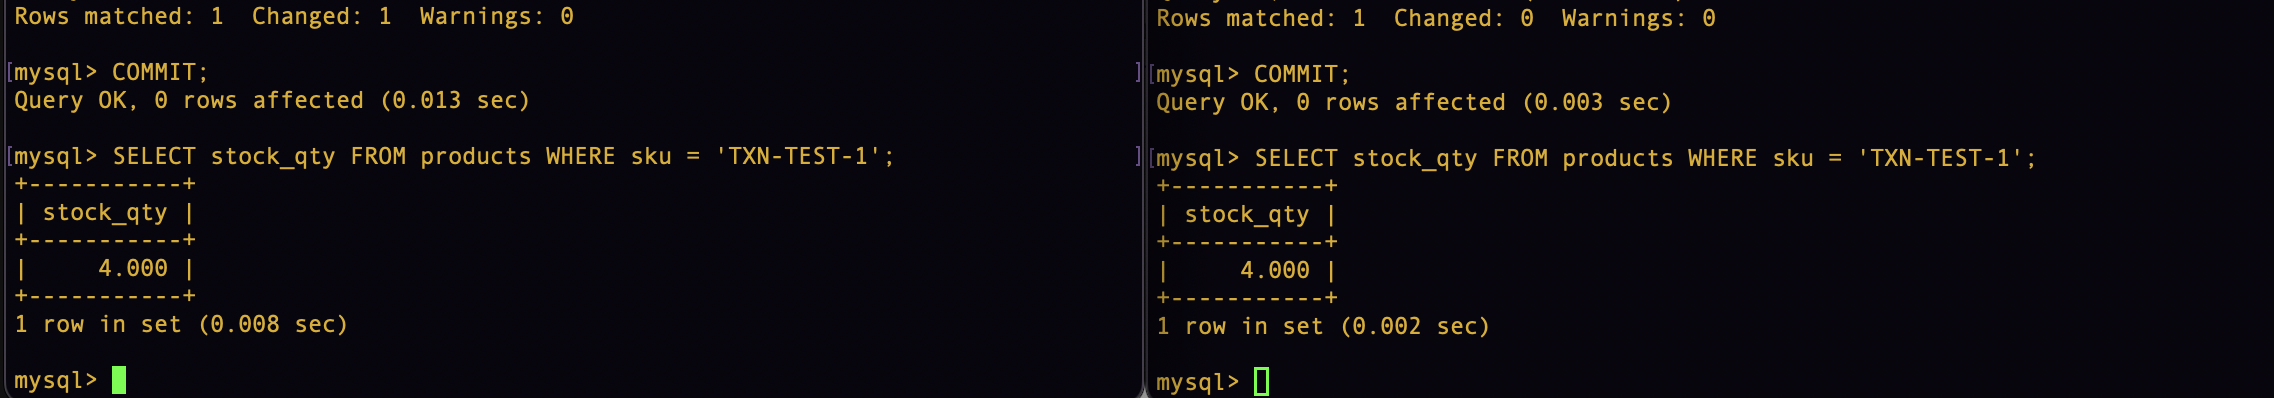 Rows matched: 1  Changed: 1  Warnings: 0
[mysql> COMMIT; ]
Query OK, 0 rows affected (0.013 sec)
[mysql> SELECT stock_qty FROM products WHERE sku = 'TXN-TEST-1'; ]
+-----------+
| stock_qty |
+-----------+
|     4.000 |
+-----------+
1 row in set (0.008 sec)
mysql>
Rows matched: 1  Changed: 0  Warnings: 0
[mysql> COMMIT;
Query OK, 0 rows affected (0.003 sec)
[mysql> SELECT stock_qty FROM products WHERE sku = 'TXN-TEST-1';
+-----------+
| stock_qty |
+-----------+
|     4.000 |
+-----------+
1 row in set (0.002 sec)
mysql>